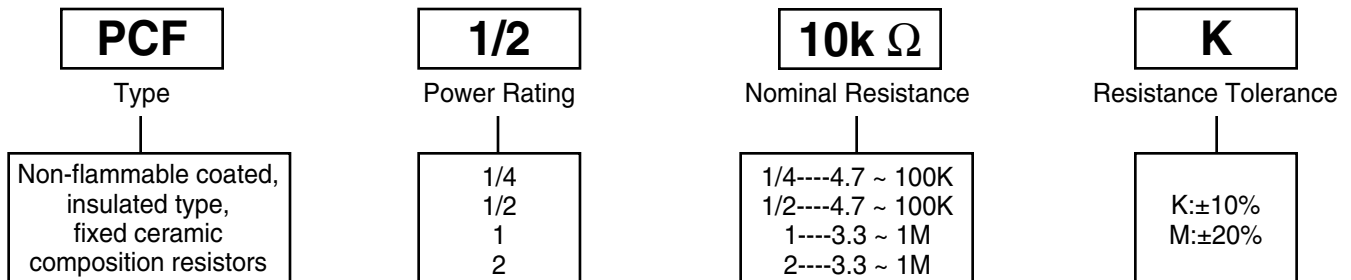 PCF
1/2
10k Ω
K
Type
Power Rating
Nominal Resistance
Resistance Tolerance
Non-flammable coated,
insulated type,
fixed ceramic
composition resistors
1/4
1/2
1
2
1/4----4.7 ~ 100K
1/2----4.7 ~ 100K
1----3.3 ~ 1M
2----3.3 ~ 1M
K:±10%
M:±20%